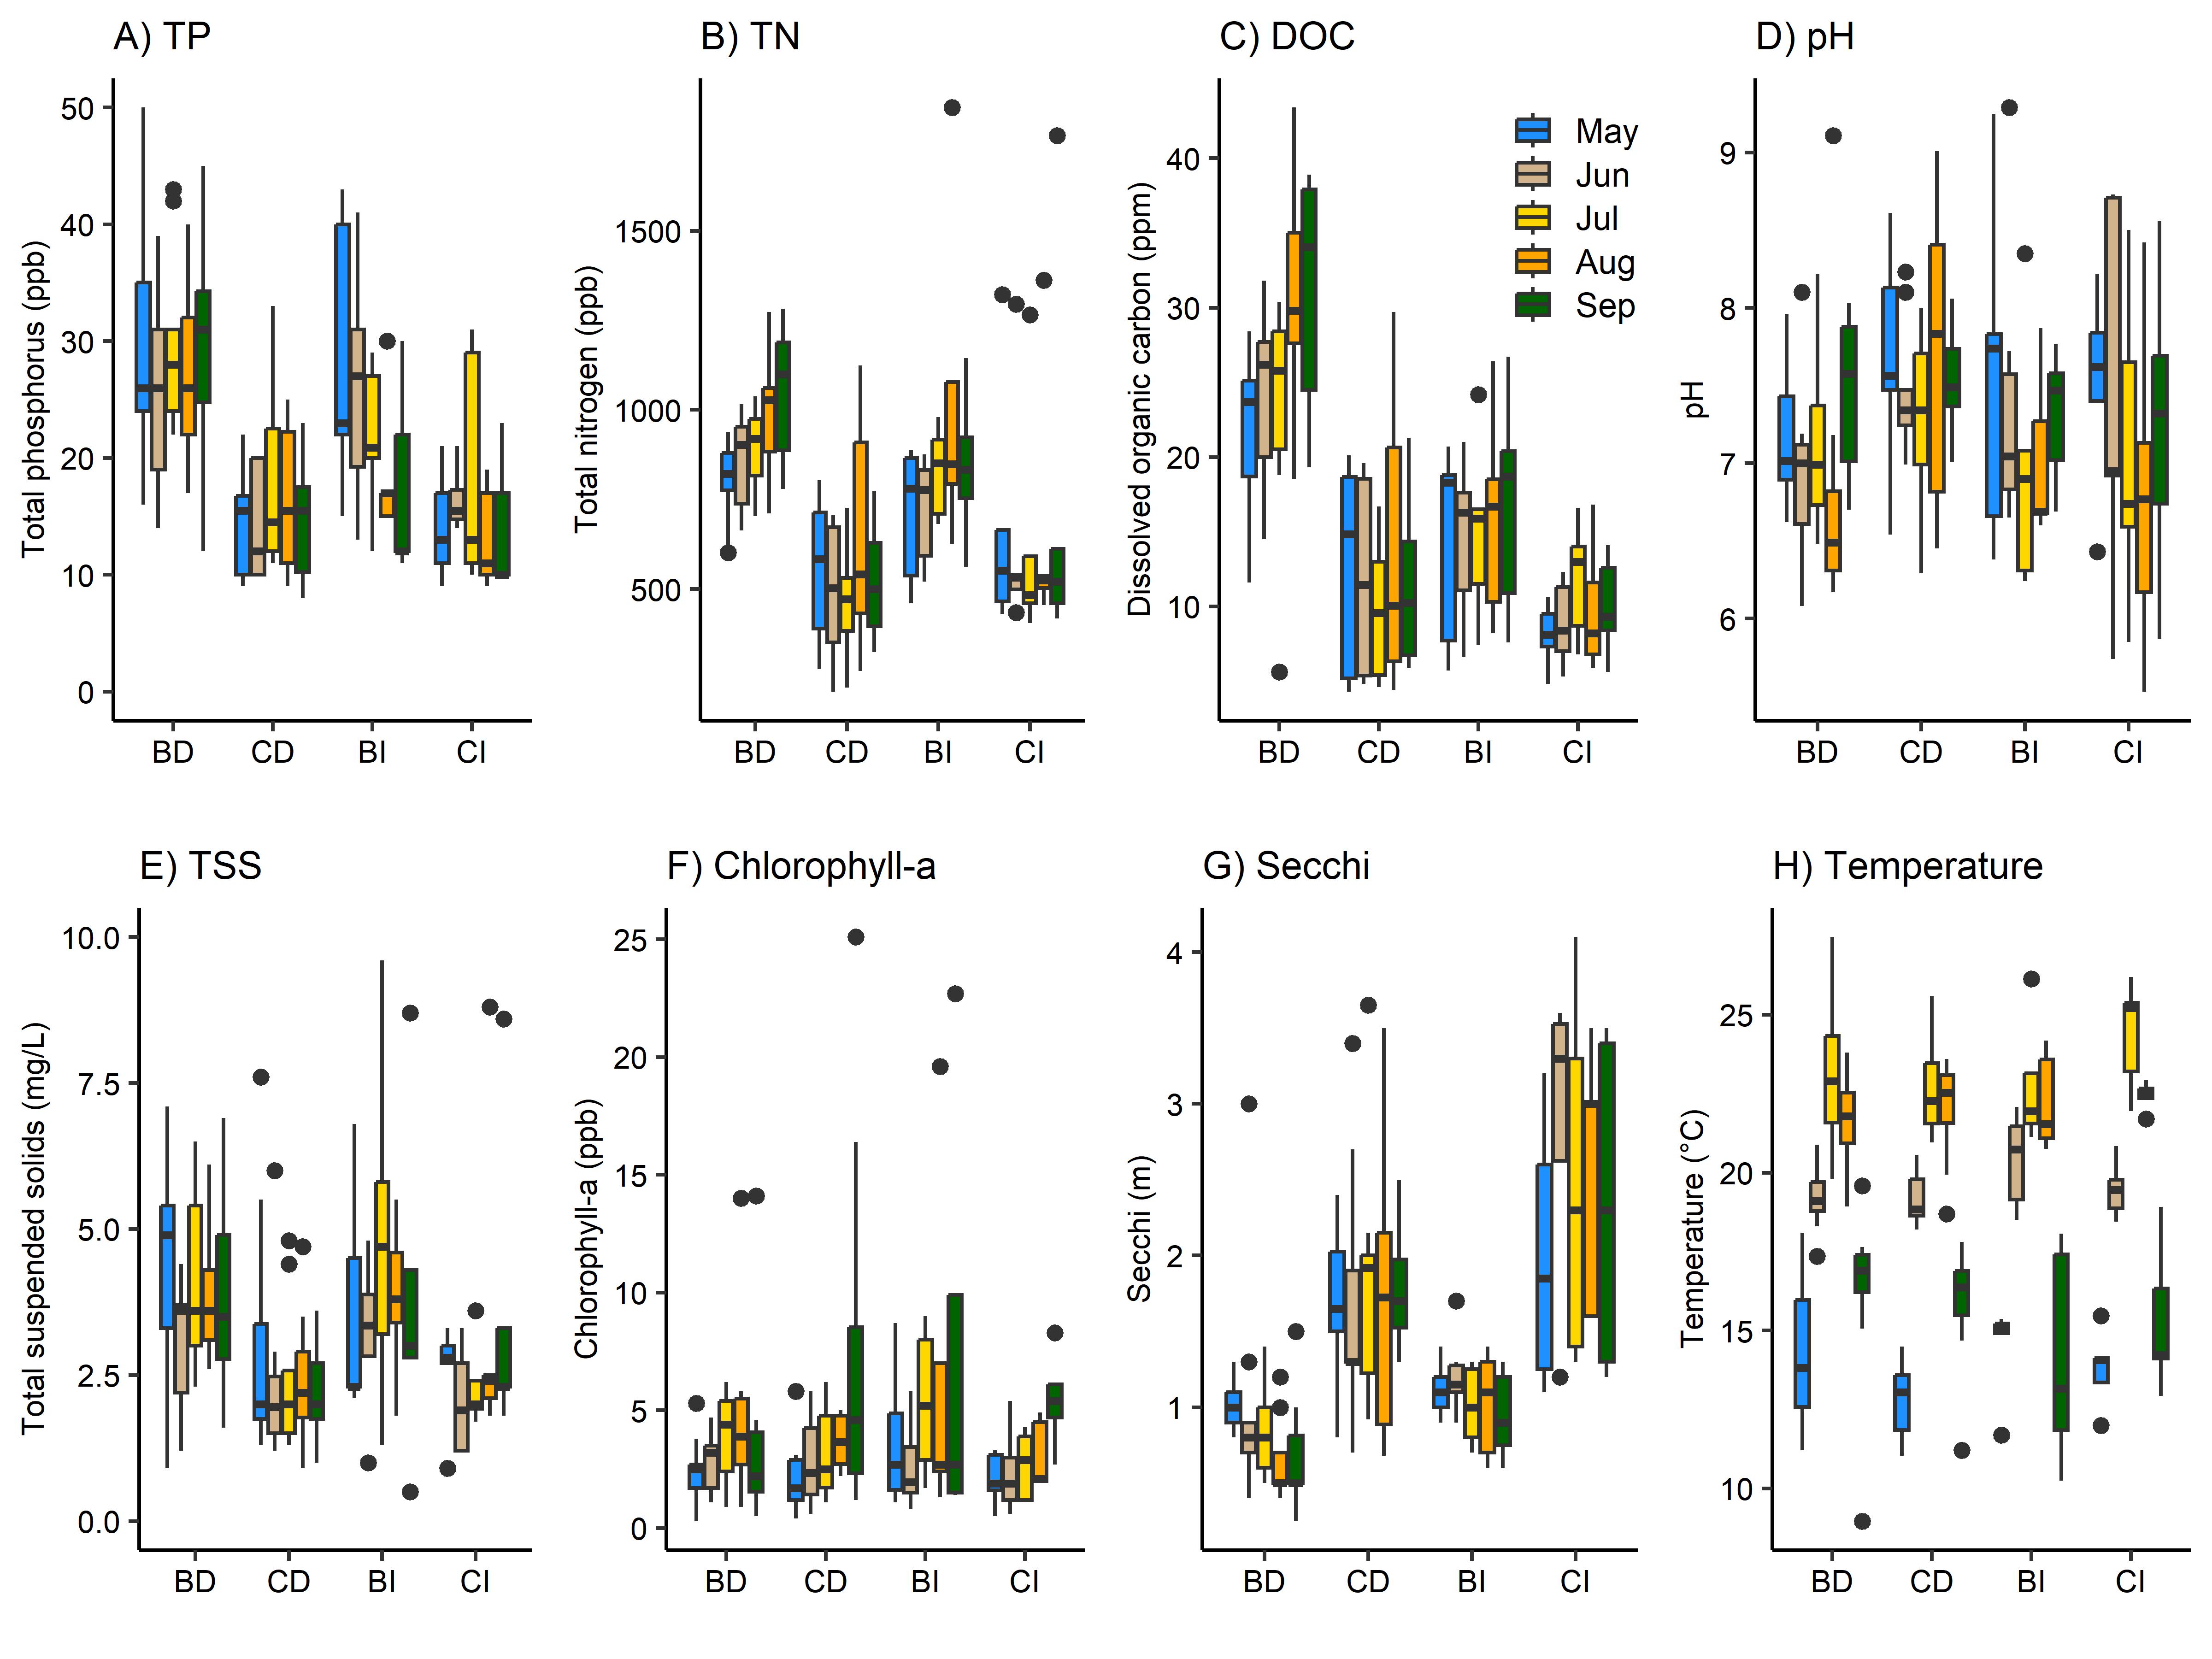 A) TP
B) TN
C) DOC
D) pH
Total phosphorus (ppb)
50
40
30
20
10
0
BD CD BI CI
Total nitrogen (ppb)
1500
1000
500
BD CD BI CI
Dissolved organic carbon (ppm)
40
30
20
10
BD CD BI CI
May
Jun
Jul
Aug
Sep
pH
9
8
7
6
BD CD BI CI
E) TSS
F) Chlorophyll-a
G) Secchi
H) Temperature
Total suspended solids (mg/L)
10.0
7.5
5.0
2.5
0.0
BD CD BI CI
Chlorophyll-a (ppb)
25
20
15
10
5
0
BD CD BI CI
Secchi (m)
4
3
2
1
BD CD BI CI
Temperature (°C)
25
20
15
10
BD CD BI CI